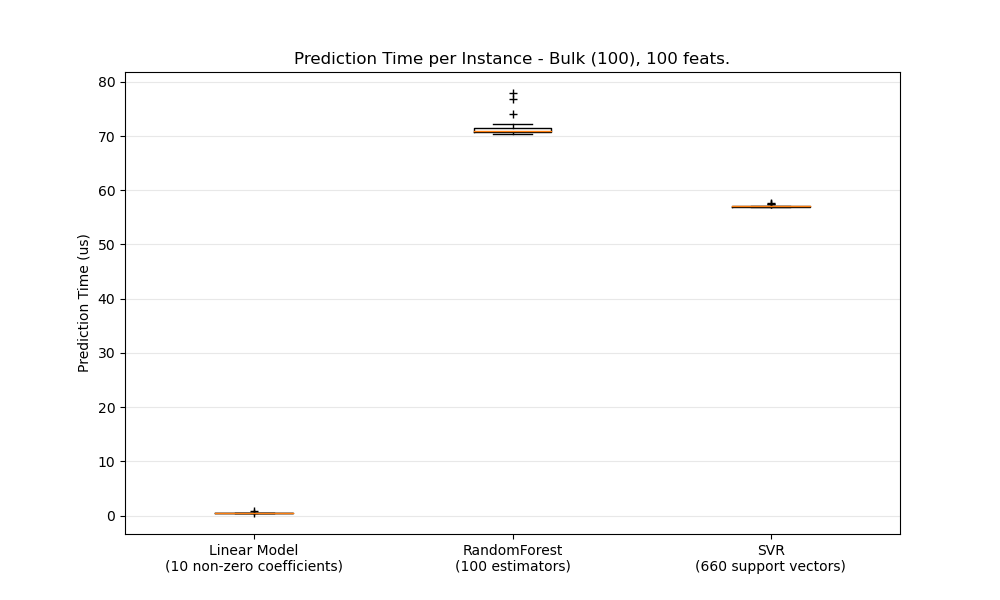 Prediction Time per Instance - Bulk (100), 100 feats.
80
70
60
50
40
30
20
10
0
Prediction Time (us)
Linear Model
(10 non-zero coefficients)
RandomForest
(100 estimators)
SVR
(660 support vectors)